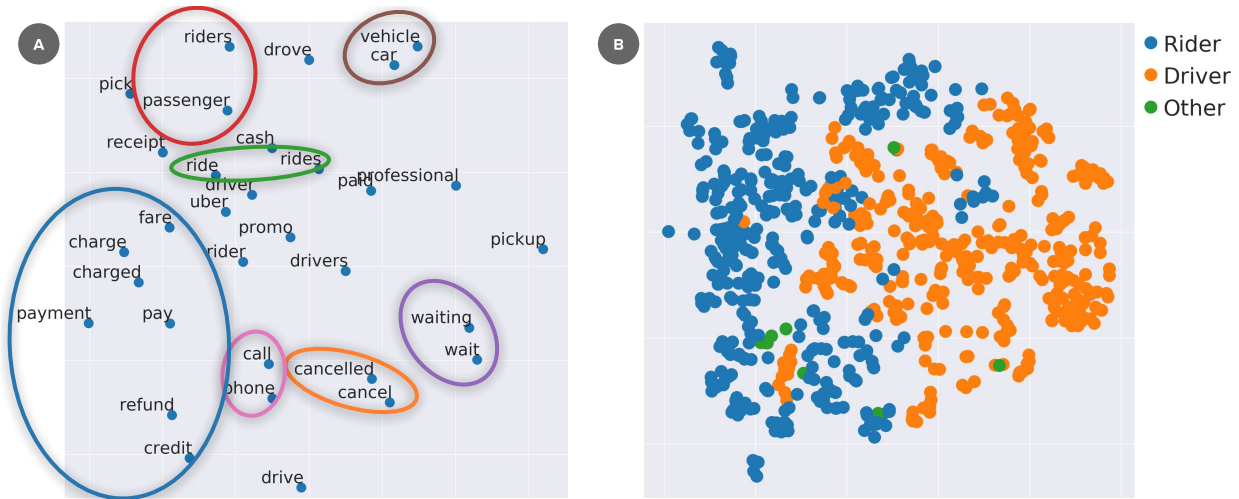 A
riders
drove
vehicle
car
pick
passenger
receipt
cash
ride
rides
driver
paid
professional
uber
fare
promo
charge
rider
drivers
pickup
charged
payment
pay
waiting
wait
call
cancelled
phone
cancel
refund
credit
drive
B
Rider
Driver
Other